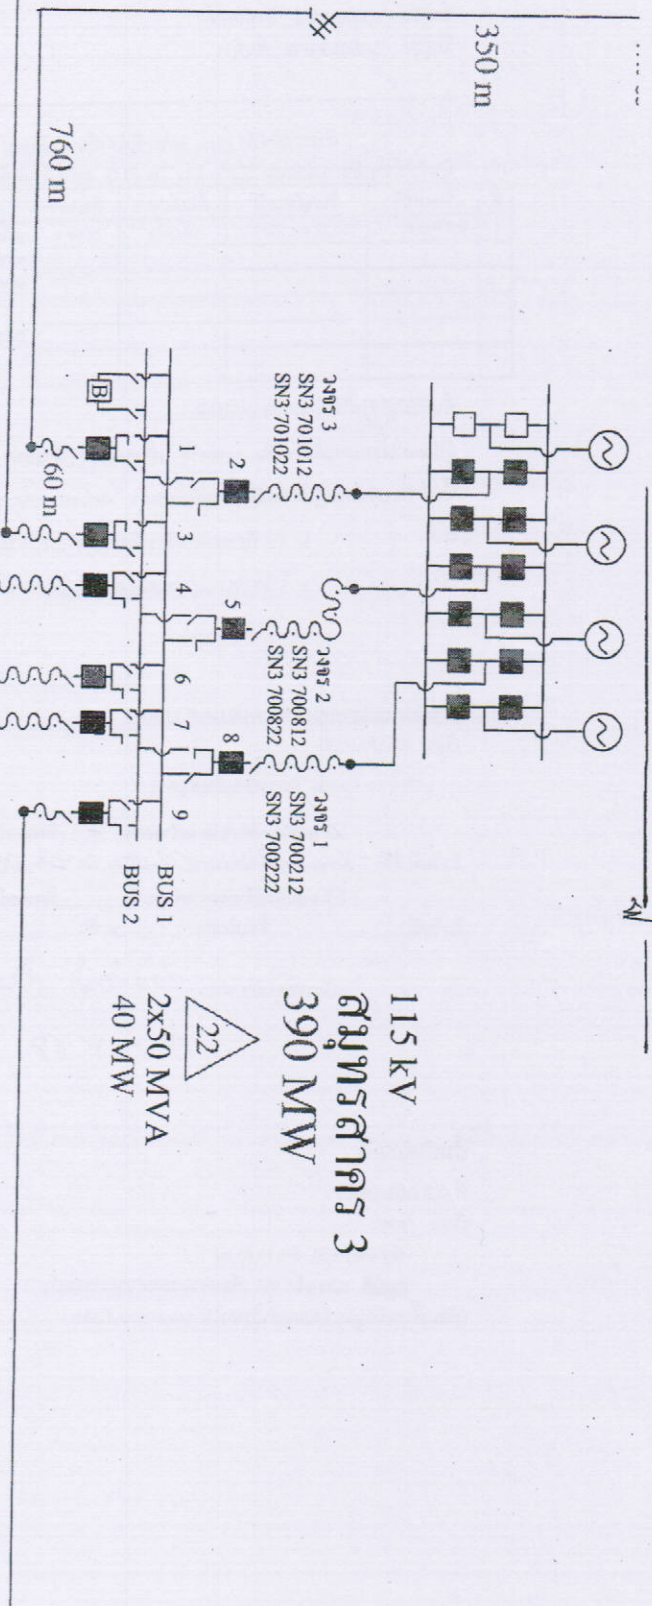 350 m
760 m
60 m
วงจร 3
SN3 701012
SN3 701022
วงจร 2
SN3 700812
SN3 700822
วงจร 1
SN3 700212
SN3 700222
B
1
2
3
4
5
6
7
8
9
BUS 1
BUS 2
115 kV
สมุทรสาคร 3
390 MW
22
2x50 MVA
40 MW